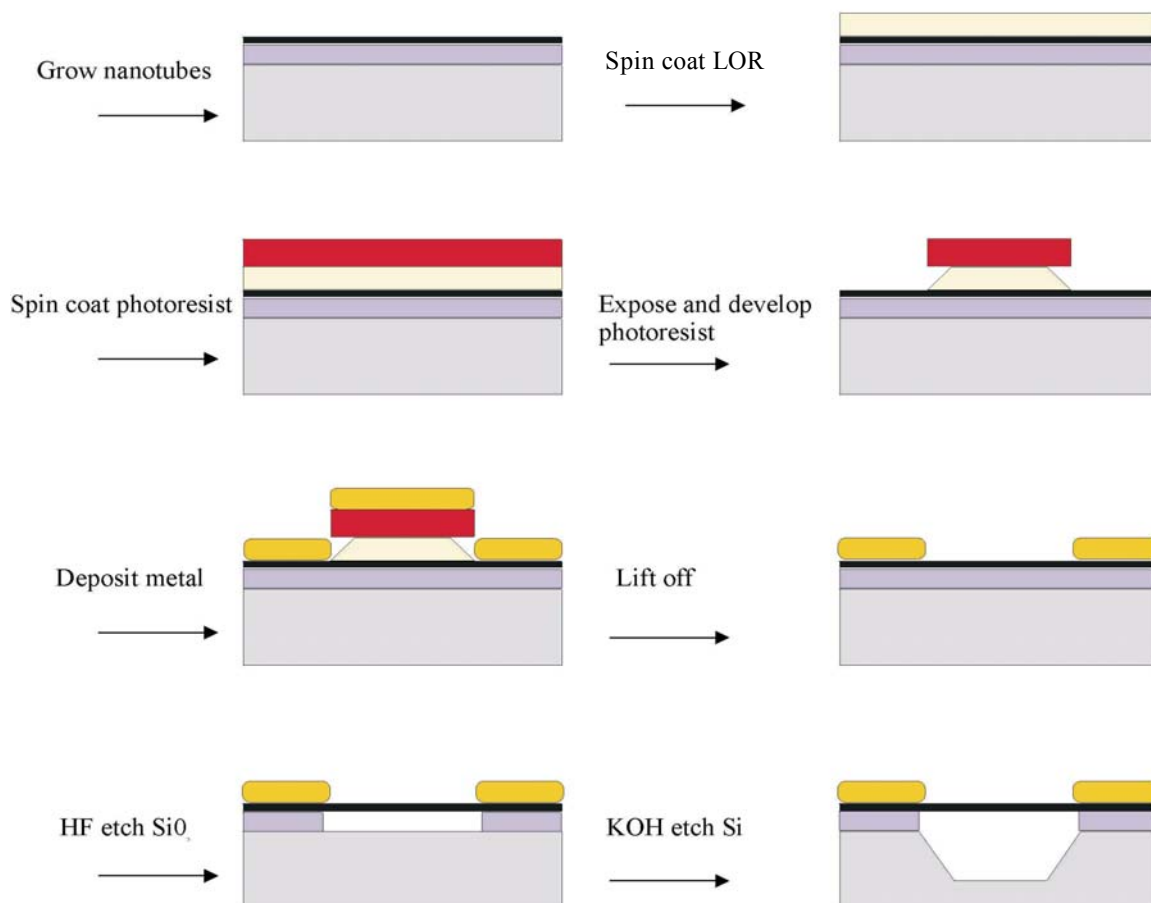 Grow nanotubes
Spin coat LOR
Spin coat photoresist
Expose and develop
photoresist
Deposit metal
Lift off
HF etch Si0,
KOH etch Si